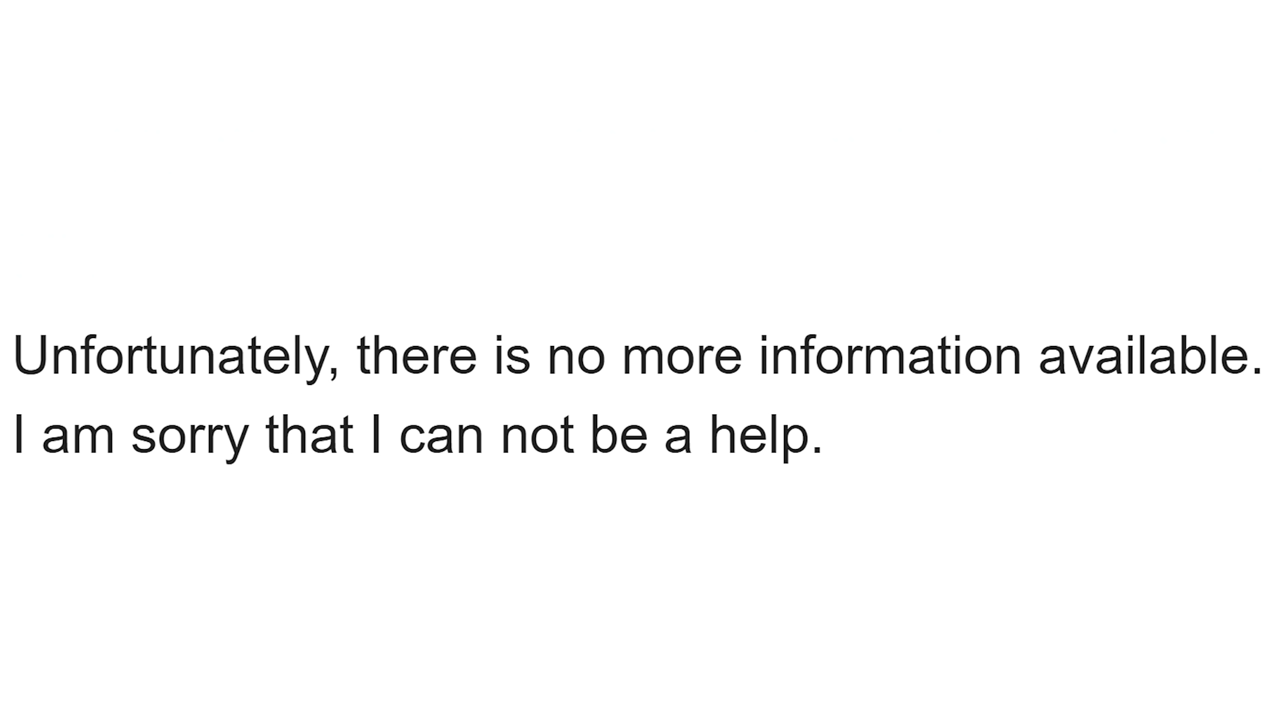 Unfortunately, there is no more information available.
I am sorry that I can not be a help.